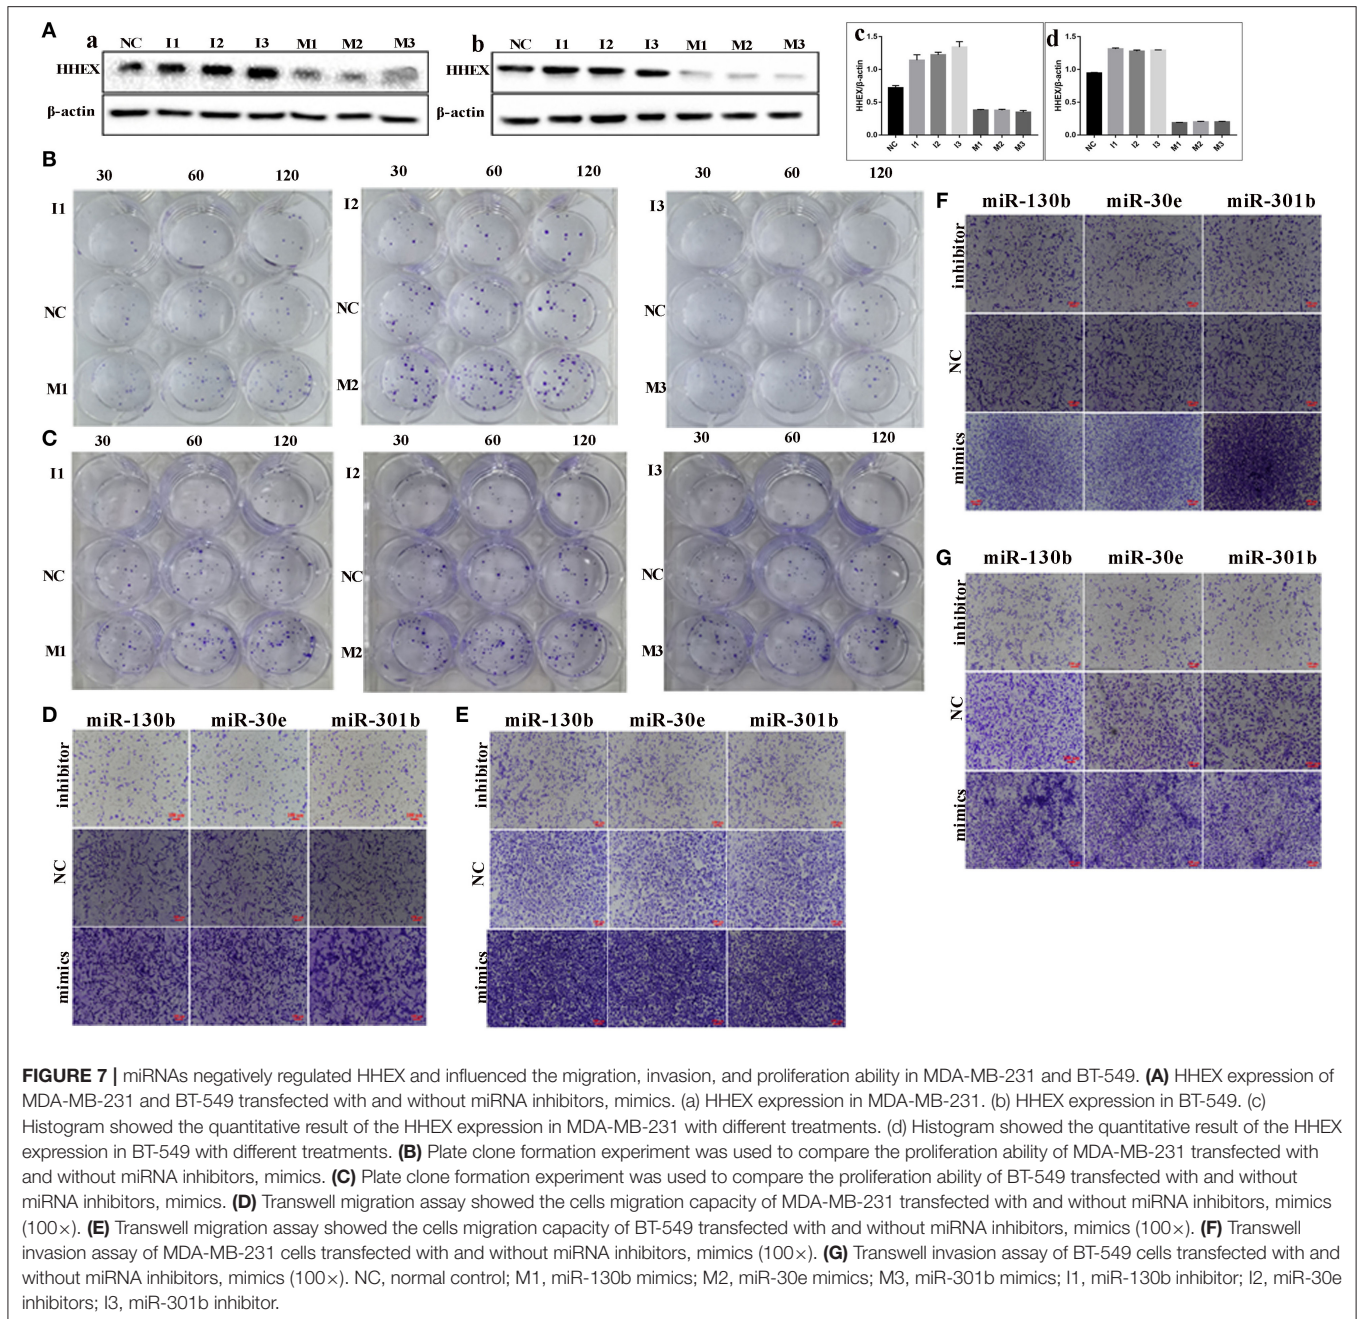 A
a
NC I1 I2 I3 M1 M2 M3
HHEX
β-actin
b
NC I1 I2 I3 M1 M2 M3
HHEX
β-actin
c
HHEX/β-actin
1.5
1.0
0.5
0.0
NC I1 I2 I3 M1 M2 M3
d
HHEX/β-actin
1.5
1.0
0.5
0.0
NC I1 I2 I3 M1 M2 M3
B
30 60 120
I1
NC
M1
30 60 120
I2
NC
M2
30 60 120
I3
NC
M3
C
30 60 120
I1
NC
M1
30 60 120
I2
NC
M2
30 60 120
I3
NC
M3
D
miR-130b miR-30e miR-301b
inhibitor
NC
mimics
E
miR-130b miR-30e miR-301b
inhibitor
NC
mimics
F
miR-130b miR-30e miR-301b
inhibitor
NC
mimics
G
miR-130b miR-30e miR-301b
inhibitor
NC
mimics
FIGURE 7 | miRNAs negatively regulated HHEX and influenced the migration, invasion, and proliferation ability in MDA-MB-231 and BT-549. (A) HHEX expression of
MDA-MB-231 and BT-549 transfected with and without miRNA inhibitors, mimics. (a) HHEX expression in MDA-MB-231. (b) HHEX expression in BT-549. (c)
Histogram showed the quantitative result of the HHEX expression in MDA-MB-231 with different treatments. (d) Histogram showed the quantitative result of the HHEX
expression in BT-549 with different treatments. (B) Plate clone formation experiment was used to compare the proliferation ability of MDA-MB-231 transfected with
and without miRNA inhibitors, mimics. (C) Plate clone formation experiment was used to compare the proliferation ability of BT-549 transfected with and without
miRNA inhibitors, mimics. (D) Transwell migration assay showed the cells migration capacity of MDA-MB-231 transfected with and without miRNA inhibitors, mimics
(100×). (E) Transwell migration assay showed the cells migration capacity of BT-549 transfected with and without miRNA inhibitors, mimics (100×). (F) Transwell
invasion assay of MDA-MB-231 cells transfected with and without miRNA inhibitors, mimics (100×). (G) Transwell invasion assay of BT-549 cells transfected with and
without miRNA inhibitors, mimics (100×). NC, normal control; M1, miR-130b mimics; M2, miR-30e mimics; M3, miR-301b mimics; I1, miR-130b inhibitor; I2, miR-30e
inhibitors; I3, miR-301b inhibitor.